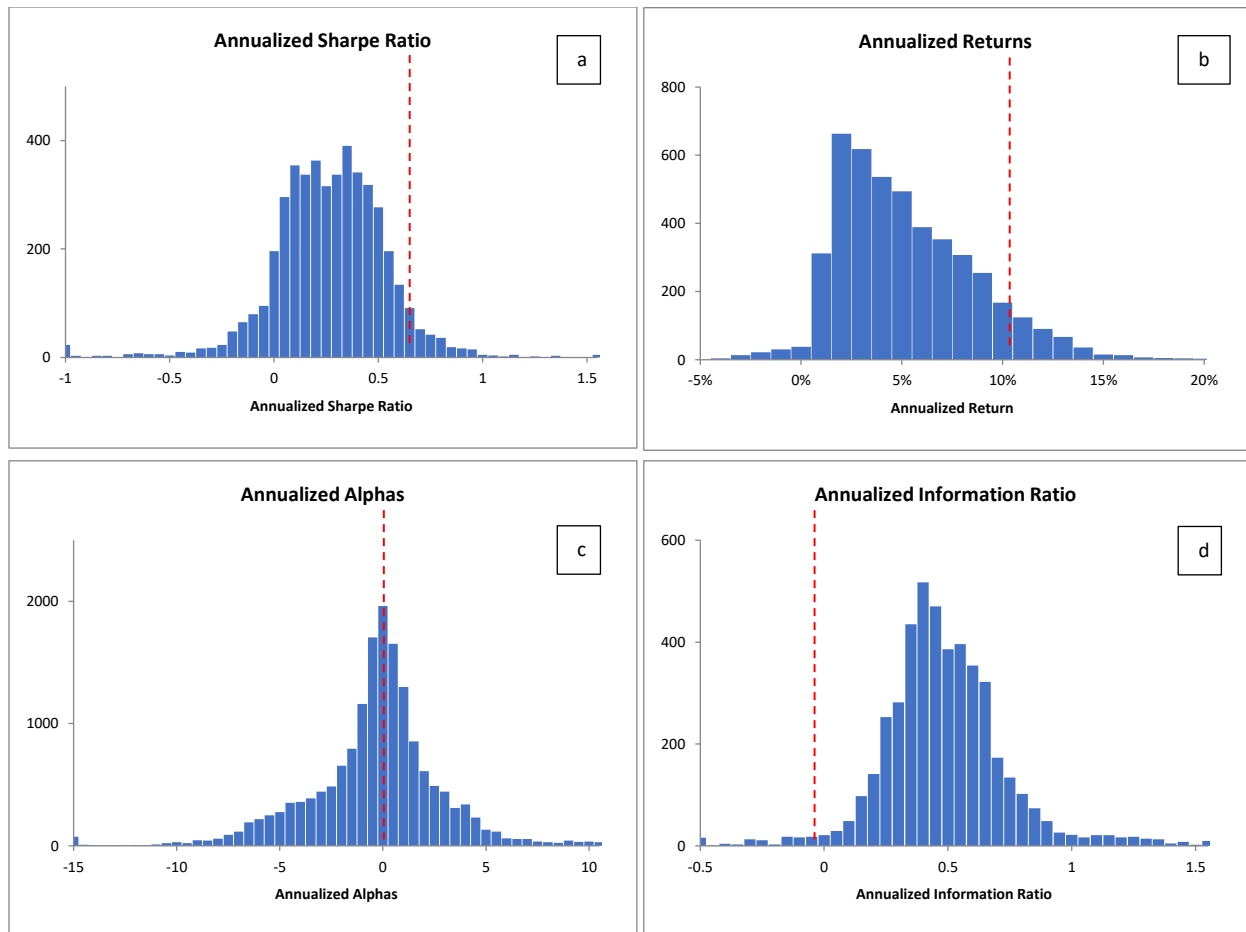 Annualized Sharpe Ratio
a
400
200
0
-1 -0.5 0 0.5 1 1.5
Annualized Sharpe Ratio
Annualized Returns
b
800
600
400
200
0
-5% 0% 5% 10% 15% 20%
Annualized Return
Annualized Alphas
c
2000
1000
0
-15 -10 -5 0 5 10
Annualized Alphas
Annualized Information Ratio
d
600
400
200
0
-0.5 0 0.5 1 1.5
Annualized Information Ratio